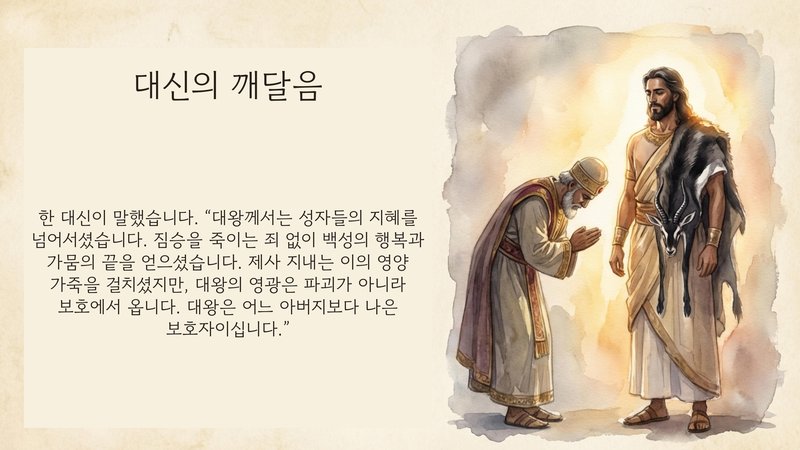 대신의 깨달음
한 대신이 말했습니다. “대왕께서는 성자들의 지혜를
넘어서셨습니다. 짐승을 죽이는 죄 없이 백성의 행복과
가뭄의 끝을 얻으셨습니다. 제사 지내는 이의 영양
가죽을 걸치셨지만, 대왕의 영광은 파괴가 아니라
보호에서 옵니다. 대왕은 어느 아버지보다 나은
보호자이십니다.”